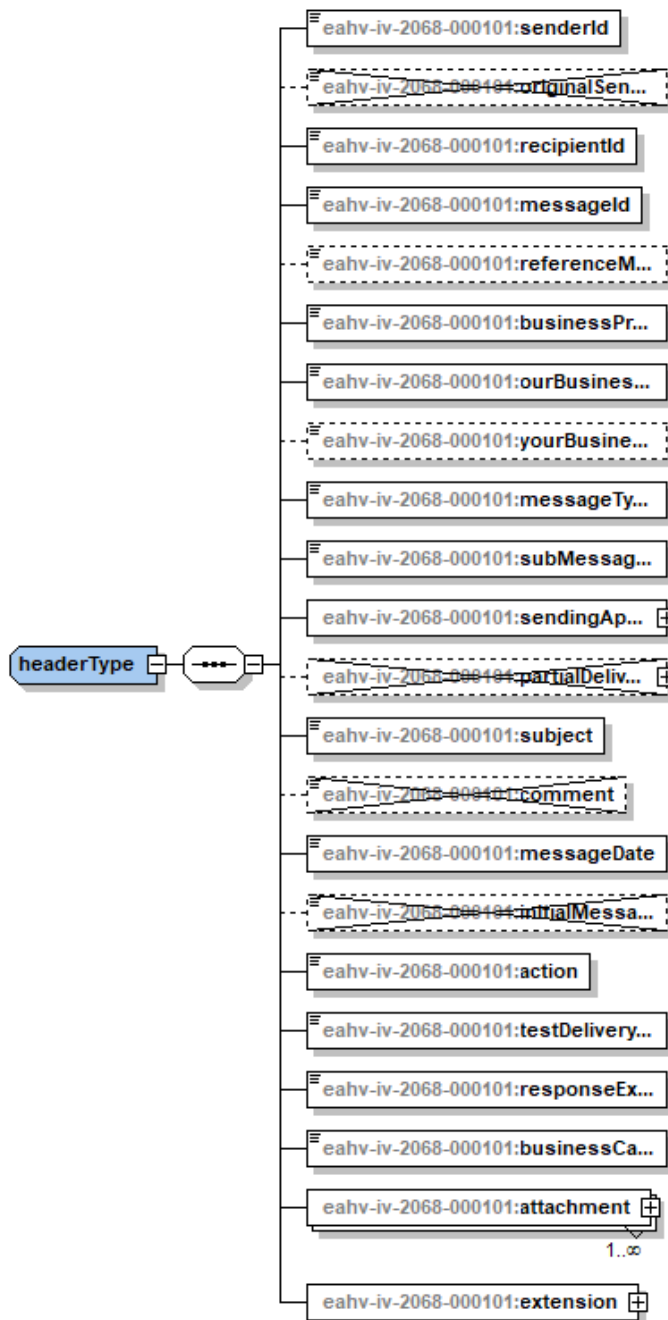 eahv-iv-2068-000101:senderId
eahv-iv-2068-000101:originalSen...
eahv-iv-2068-000101:recipientId
eahv-iv-2068-000101:messageId
eahv-iv-2068-000101:referenceM...
eahv-iv-2068-000101:businessPr...
eahv-iv-2068-000101:ourBusines...
eahv-iv-2068-000101:yourBusine...
eahv-iv-2068-000101:messageTy...
eahv-iv-2068-000101:subMessag...
eahv-iv-2068-000101:sendingAp...
headerType
eahv-iv-2068-000101:partialDeliv...
eahv-iv-2068-000101:subject
eahv-iv-2068-000101:comment
eahv-iv-2068-000101:messageDate
eahv-iv-2068-000101:initialMessa...
eahv-iv-2068-000101:action
eahv-iv-2068-000101:testDelivery...
eahv-iv-2068-000101:responseEx...
eahv-iv-2068-000101:businessCa...
eahv-iv-2068-000101:attachment
1..∞
eahv-iv-2068-000101:extension